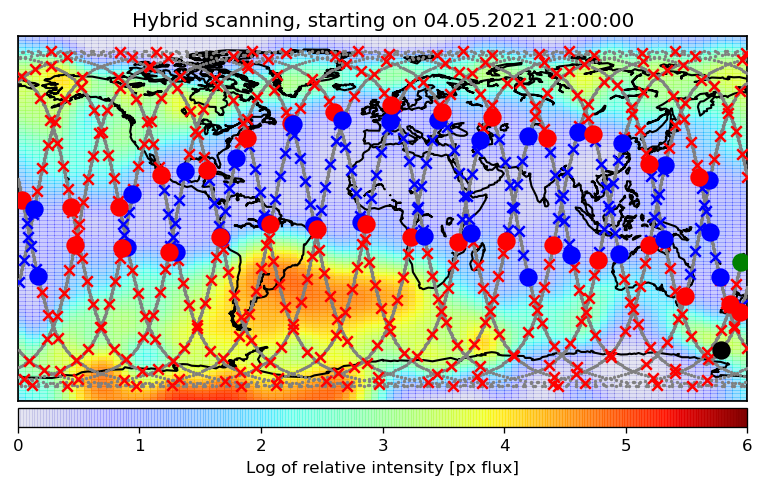 Hybrid scanning, starting on 04.05.2021 21:00:00
0 1 2 3 4 5 6
Log of relative intensity [px flux]